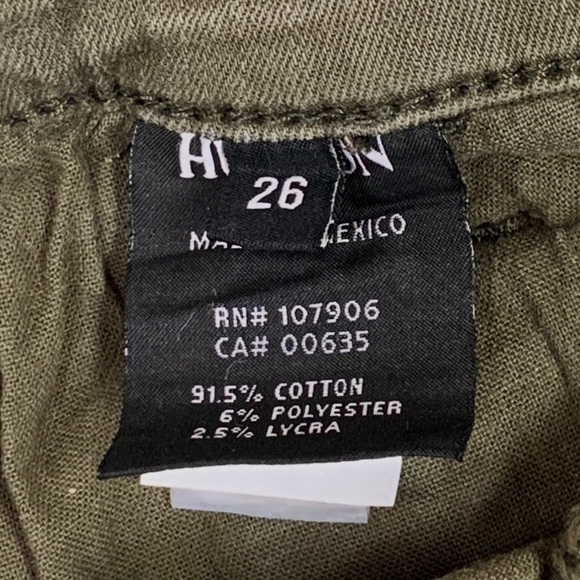 26
RN# 107906
CA# 00635
91.5% COTTON
6% POLYESTER
2.5% LYCRA